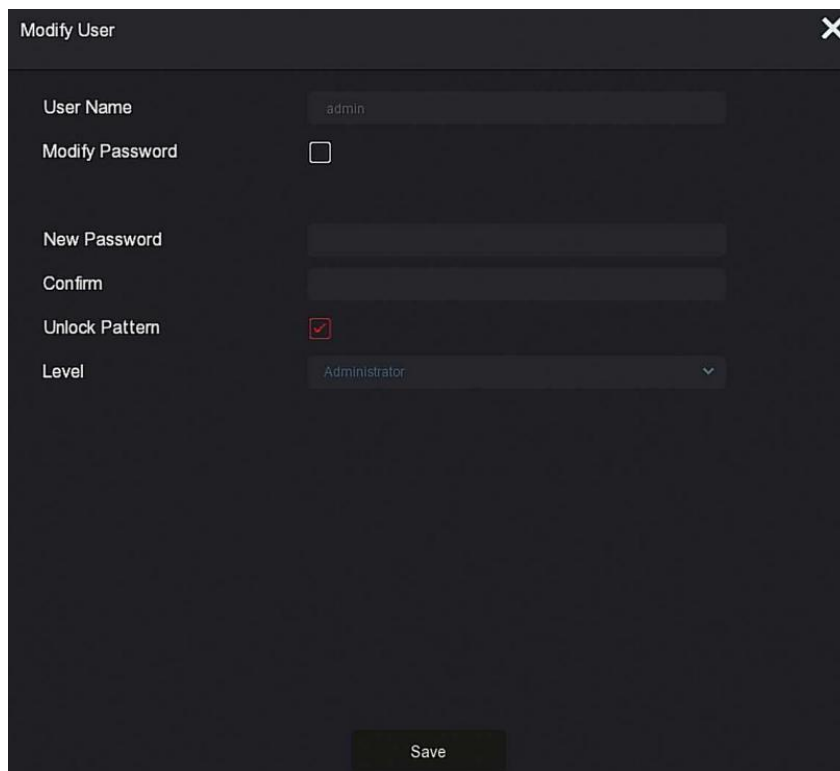 Modify User
User Name
admin
Modify Password
New Password
Confirm
Unlock Pattern
Level
Administrator
Save